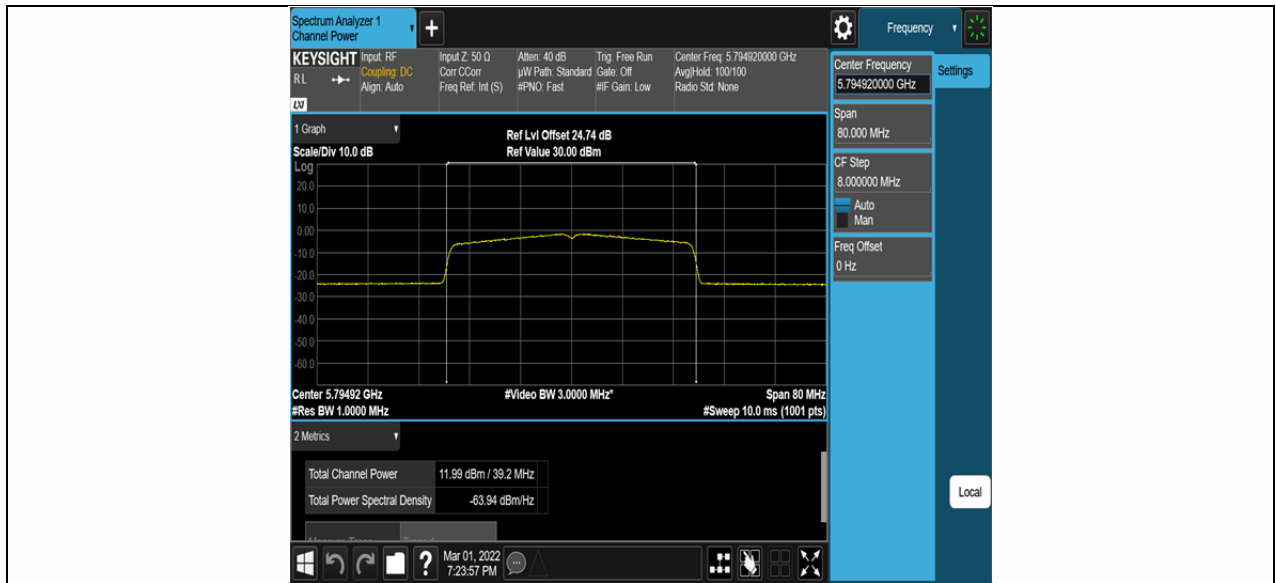 Spectrum Analyzer 1
Channel Power
+
Frequency
KEYSIGHT
RL
LXI
Input: RF
Coupling: DC
Align: Auto
Input Z: 50 Ω
Corr CCorr
Freq Ref: Int (S)
Atten: 40 dB
µW Path: Standard
#PNO: Fast
Trig: Free Run
Gate: Off
#IF Gain: Low
Center Freq: 5.794920000 GHz
Avg|Hold: 100/100
Radio Std: None
Center Frequency
5.794920000 GHz
Settings
Span
80.000 MHz
CF Step
8.000000 MHz
Auto
Man
Freq Offset
0 Hz
Local
1 Graph
Scale/Div 10.0 dB
Ref Lvl Offset 24.74 dB
Ref Value 30.00 dBm
Log
20.0
10.0
0.00
-10.0
-20.0
-30.0
-40.0
-50.0
-60.0
Center 5.79492 GHz
#Video BW 3.0000 MHz*
Span 80 MHz
#Res BW 1.0000 MHz
#Sweep 10.0 ms (1001 pts)
2 Metrics
Total Channel Power 11.99 dBm / 39.2 MHz
Total Power Spectral Density -63.94 dBm/Hz
?
Mar 01, 2022
7:23:57 PM